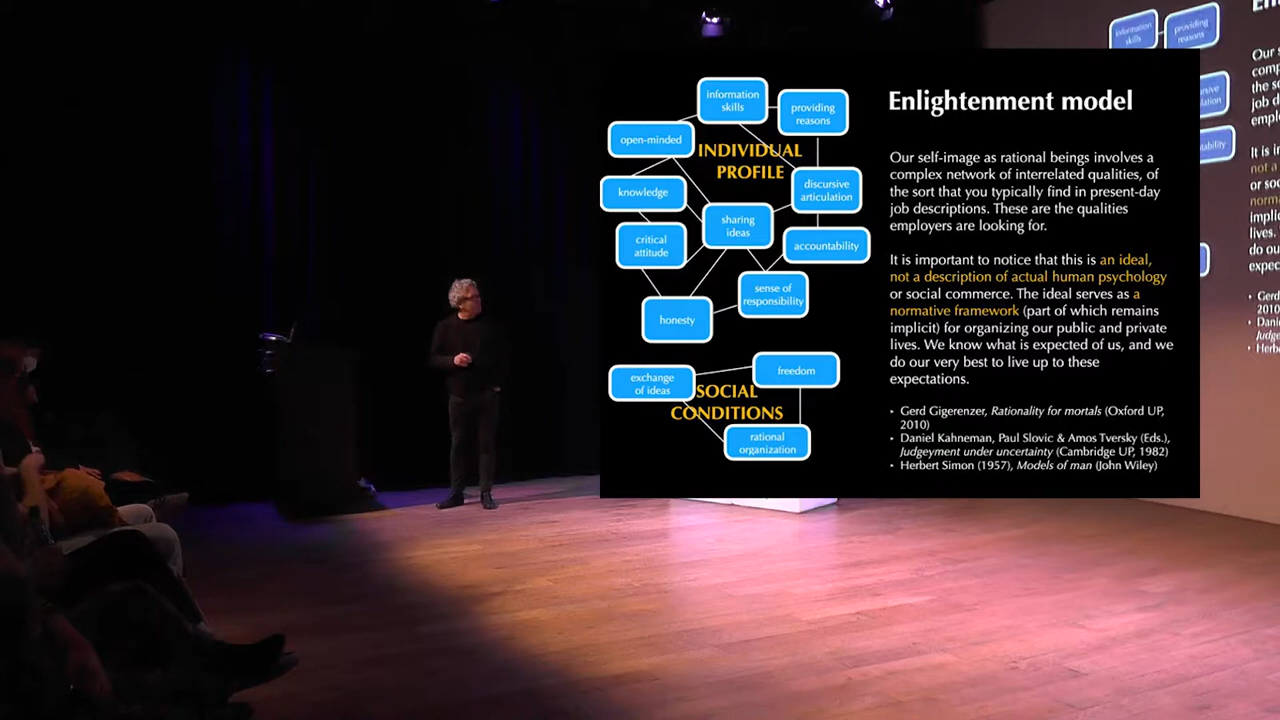 information
skills
providing
reasons
open-minded
INDIVIDUAL
PROFILE
knowledge
discursive
articulation
sharing
ideas
critical
attitude
accountability
sense of
responsibility
honesty
exchange
of ideas
freedom
SOCIAL
CONDITIONS
rational
organization
Enlightenment model
Our self-image as rational beings involves a
complex network of interrelated qualities, of
the sort that you typically find in present-day
job descriptions. These are the qualities
employers are looking for.
It is important to notice that this is an ideal,
not a description of actual human psychology
or social commerce. The ideal serves as a
normative framework (part of which remains
implicit) for organizing our public and private
lives. We know what is expected of us, and we
do our very best to live up to these
expectations.
‣ Gerd Gigerenzer, Rationality for mortals (Oxford UP,
2010)
‣ Daniel Kahneman, Paul Slovic & Amos Tversky (Eds.),
Judgeyment under uncertainty (Cambridge UP, 1982)
‣ Herbert Simon (1957), Models of man (John Wiley)
information
skills
providing
reasons